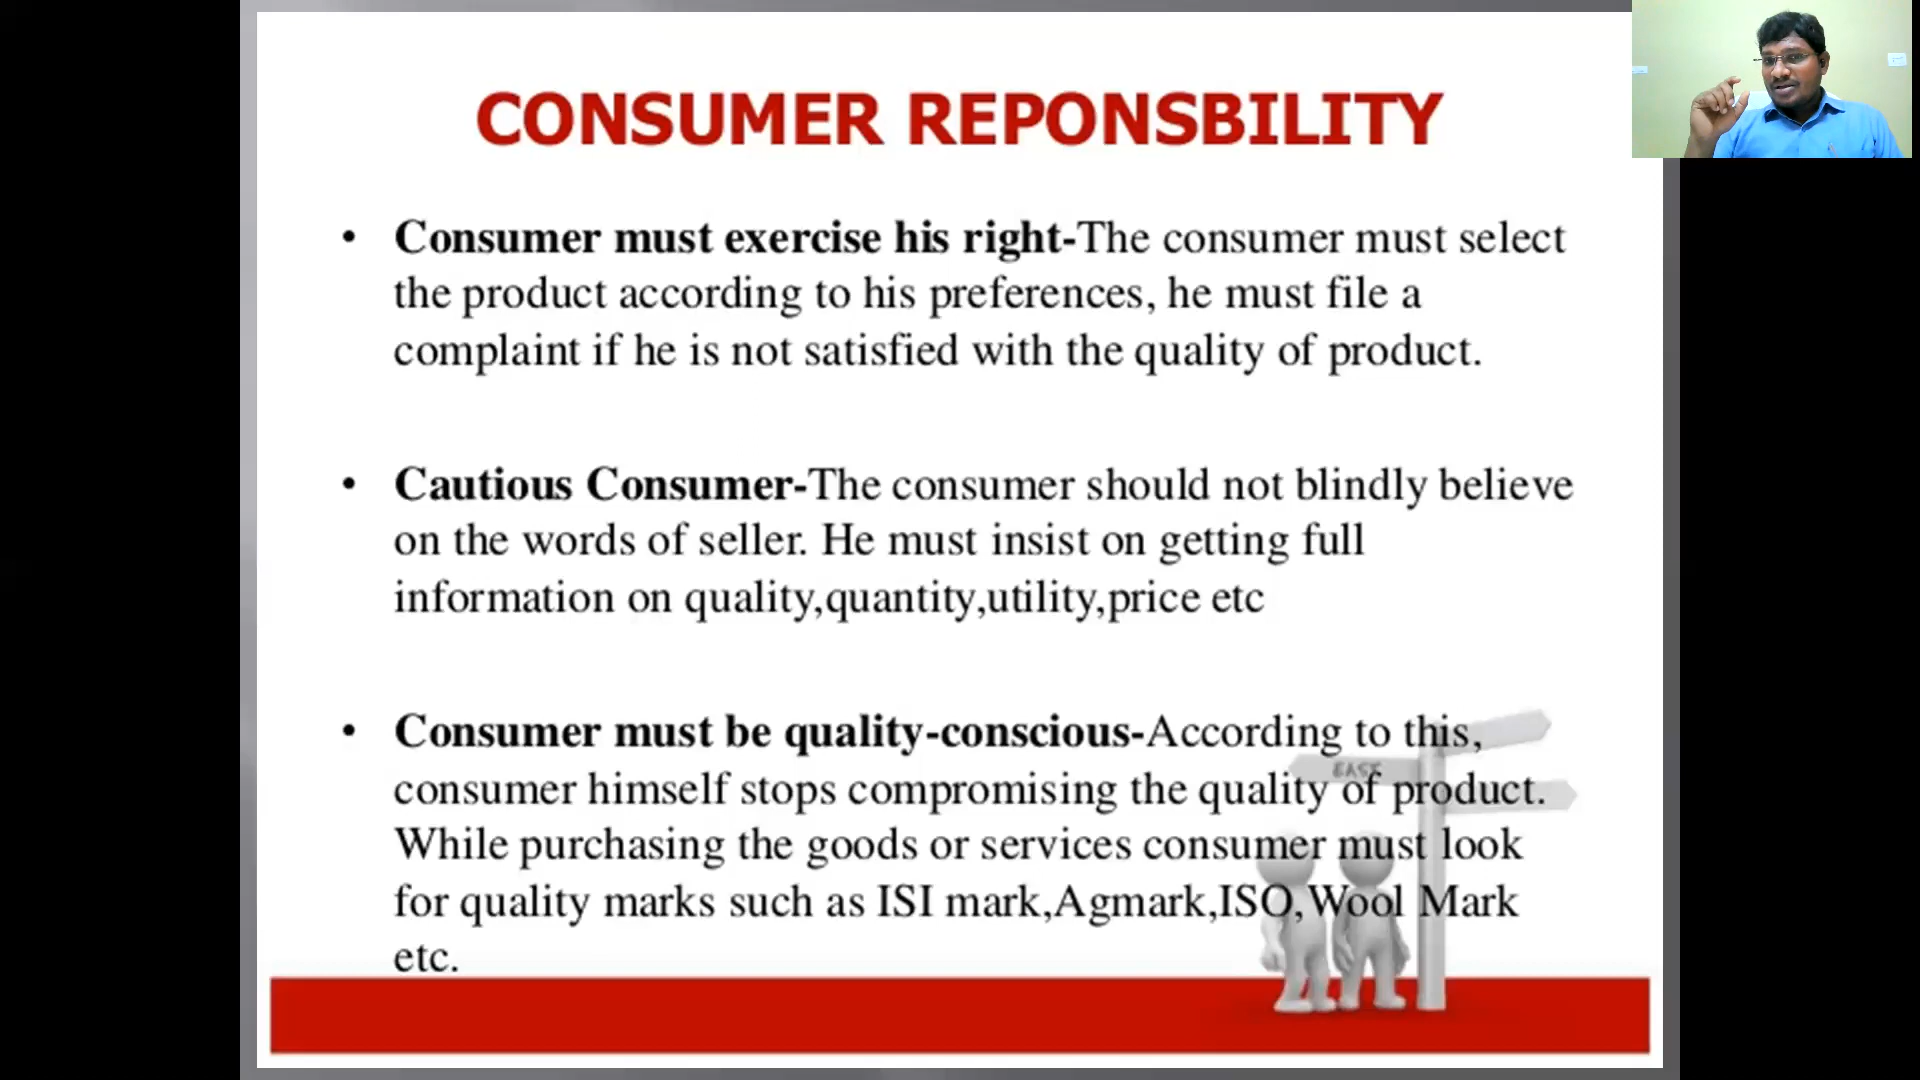 CONSUMER REPONSBILITY
• Consumer must exercise his right-The consumer must select
the product according to his preferences, he must file a
complaint if he is not satisfied with the quality of product.
• Cautious Consumer-The consumer should not blindly believe
on the words of seller. He must insist on getting full
information on quality,quantity,utility,price etc
• Consumer must be quality-conscious-According to this,
consumer himself stops compromising the quality of product.
While purchasing the goods or services consumer must look
for quality marks such as ISI mark,Agmark,ISO,Wool Mark
etc.
EASE